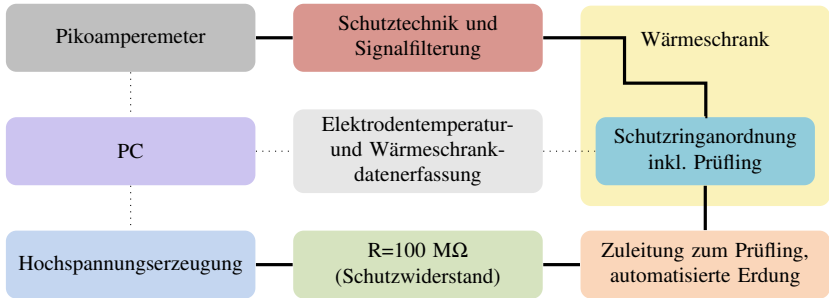 Pikoamperemeter
Schutztechnik und
Signalfilterung
Wärmeschrank
PC
Elektrodentemperatur-
und Wärmeschrank-
datenerfassung
Schutzringanordnung
inkl. Prüfling
Hochspannungserzeugung
R=100 MΩ
(Schutzwiderstand)
Zuleitung zum Prüfling,
automatisierte Erdung